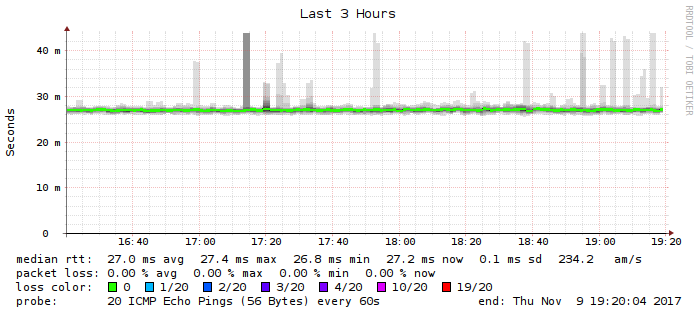 Last 3 Hours
RRDTOOL / TOBI OETIKER
Seconds
40 m
30 m
20 m
10 m
0
16:40 17:00 17:20 17:40 18:00 18:20 18:40 19:00 19:20
median rtt: 27.0 ms avg 27.4 ms max 26.8 ms min 27.2 ms now 0.1 ms sd 234.2 am/s
packet loss: 0.00 % avg 0.00 % max 0.00 % min 0.00 % now
loss color: 0 1/20 2/20 3/20 4/20 10/20 19/20
probe: 20 ICMP Echo Pings (56 Bytes) every 60s end: Thu Nov 9 19:20:04 2017